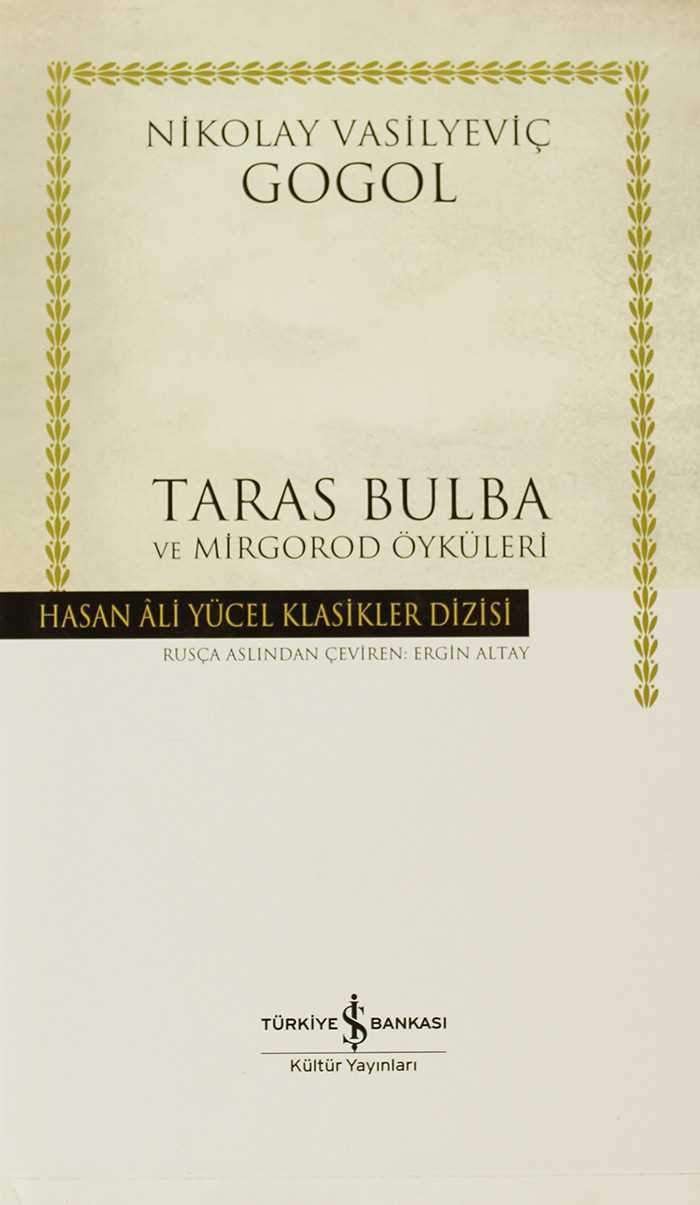 NİKOLAY VASİLYEVİÇ
GOGOL
TARAS BULBA
VE MİRGOROD ÖYKÜLERİ
HASAN ÂLİ YÜCEL KLASİKLER DİZİSİ
RUSÇA ASLINDAN ÇEVİREN: ERGİN ALTAY
TÜRKİYE İŞ BANKASI
Kültür Yayınları